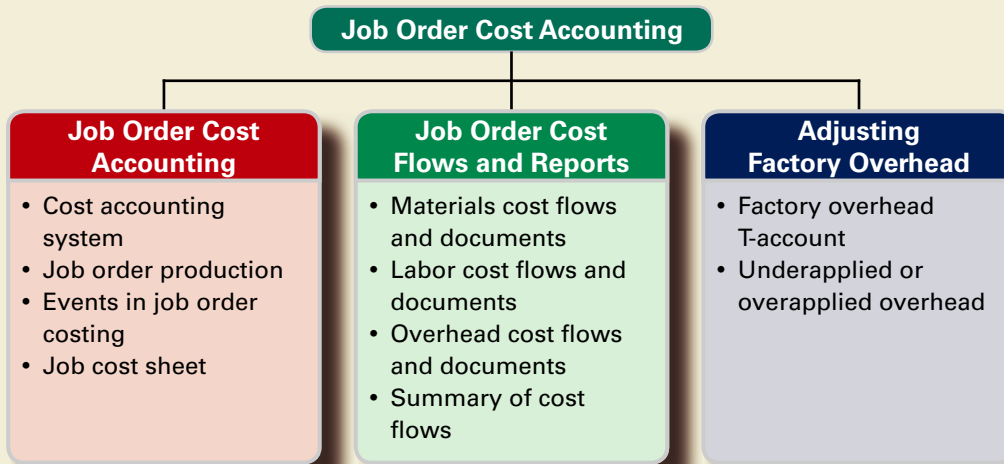 Job Order Cost Accounting
Job Order Cost
Accounting
• Cost accounting
system
• Job order production
• Events in job order
costing
• Job cost sheet
Job Order Cost
Flows and Reports
• Materials cost flows
and documents
• Labor cost flows and
documents
• Overhead cost flows
and documents
• Summary of cost
flows
Adjusting
Factory Overhead
• Factory overhead
T-account
• Underapplied or
overapplied overhead